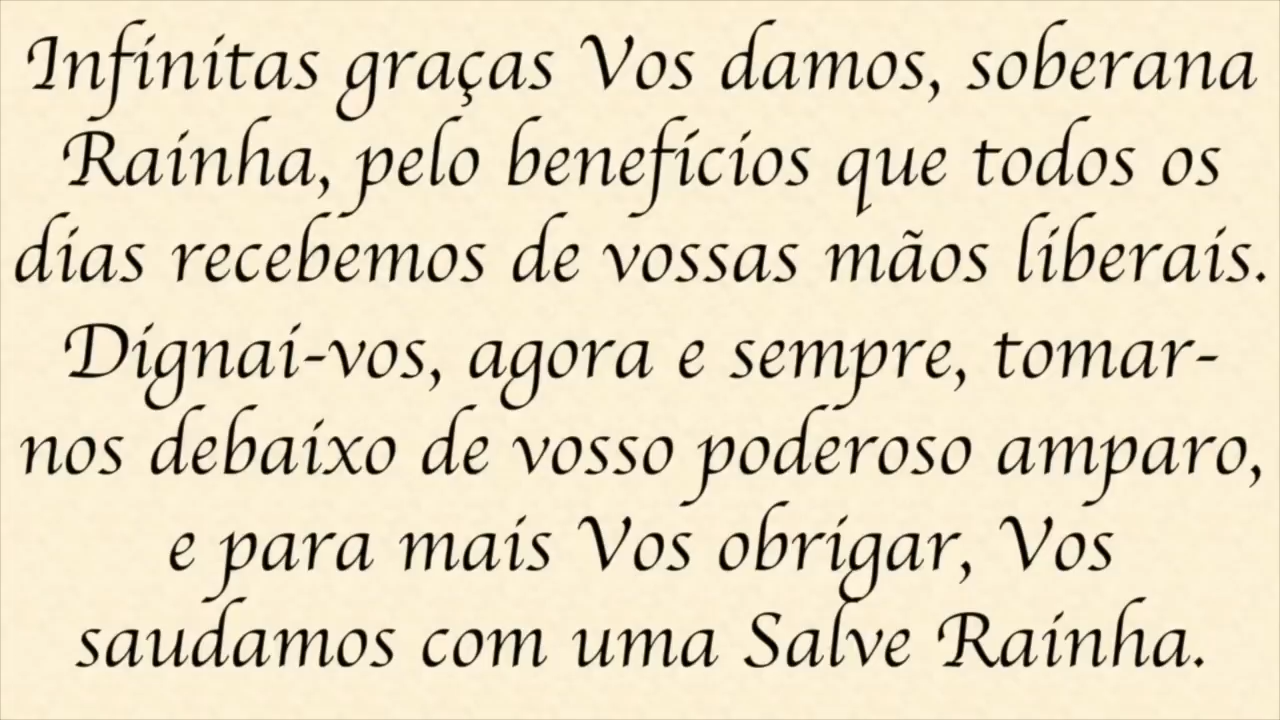 Infinitas graças Vos damos, soberana
Rainha, pelo benefícios que todos os
dias recebemos de vossas mãos liberais.
Dignai-vos, agora e sempre, tomar-
nos debaixo de vosso poderoso amparo,
e para mais Vos obrigar, Vos
saudamos com uma Salve Rainha.